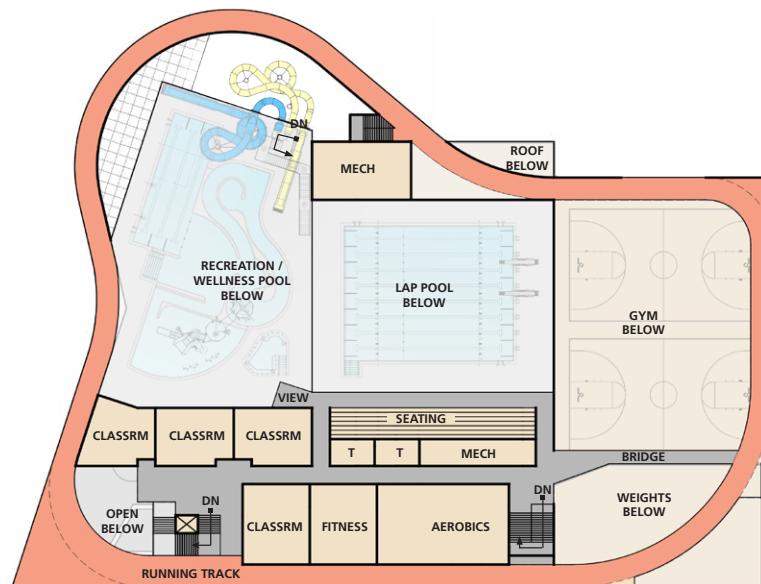 DN
ROOF
BELOW
MECH
RECREATION /
WELLNESS POOL
BELOW
LAP POOL
BELOW
GYM
BELOW
VIEW
SEATING
CLASSRM
CLASSRM
CLASSRM
T
T
MECH
BRIDGE
DN
DN
WEIGHTS
BELOW
OPEN
BELOW
CLASSRM
FITNESS
AEROBICS
RUNNING TRACK